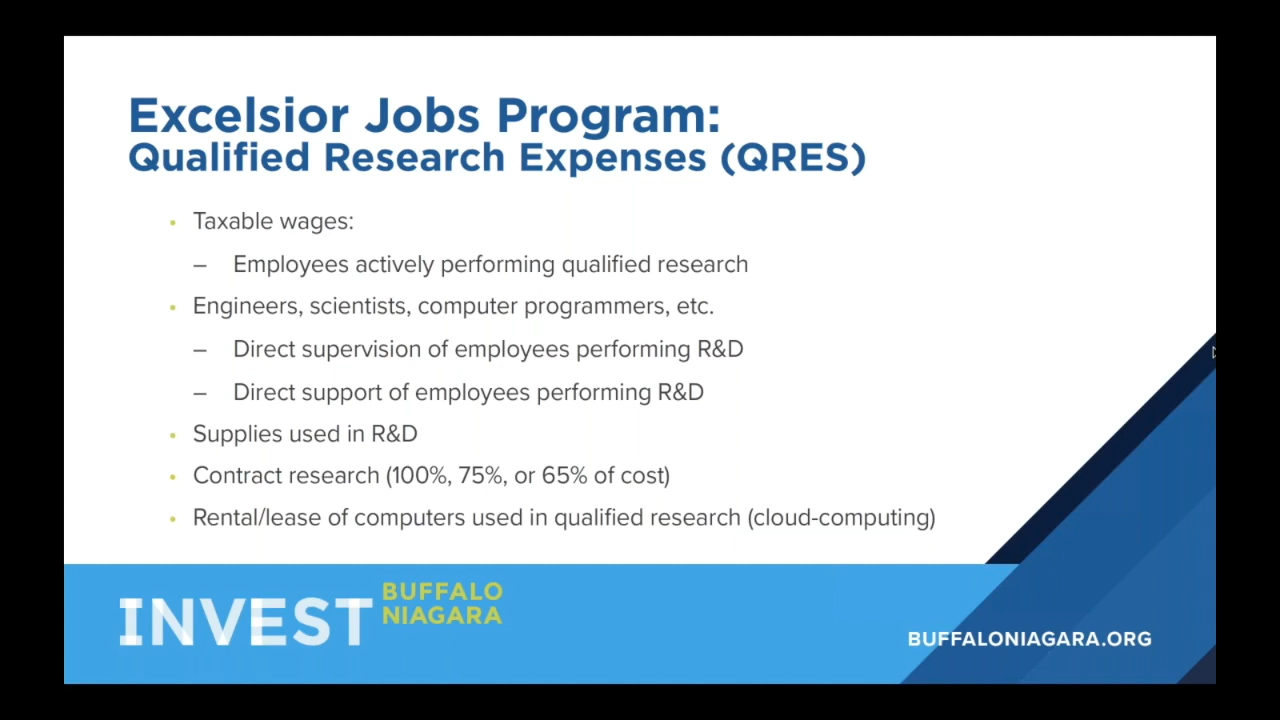 Excelsior Jobs Program:
Qualified Research Expenses (QRES)
• Taxable wages:
– Employees actively performing qualified research
• Engineers, scientists, computer programmers, etc.
– Direct supervision of employees performing R&D
– Direct support of employees performing R&D
• Supplies used in R&D
• Contract research (100%, 75%, or 65% of cost)
• Rental/lease of computers used in qualified research (cloud-computing)
INVEST BUFFALO
NIAGARA
BUFFALONIAGARA.ORG